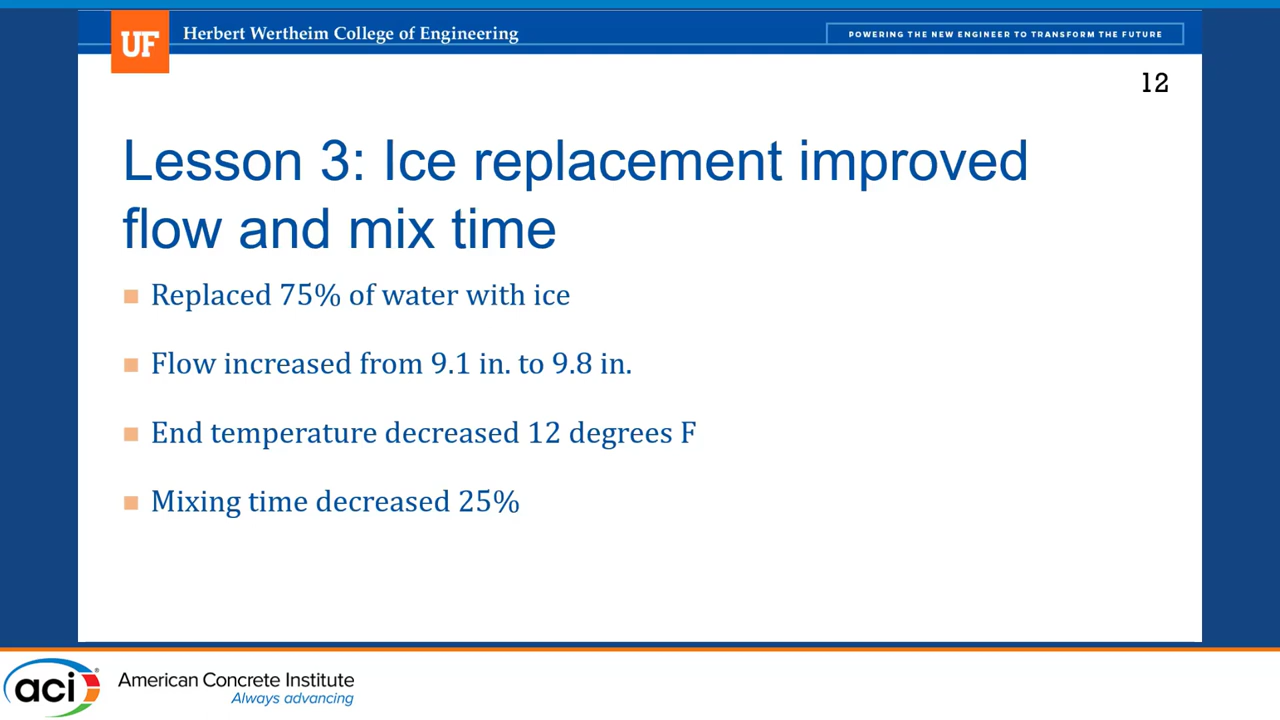 UF
Herbert Wertheim College of Engineering
POWERING THE NEW ENGINEER TO TRANSFORM THE FUTURE
12
Lesson 3: Ice replacement improved
flow and mix time
Replaced 75% of water with ice
Flow increased from 9.1 in. to 9.8 in.
End temperature decreased 12 degrees F
Mixing time decreased 25%
aci®
American Concrete Institute
Always advancing